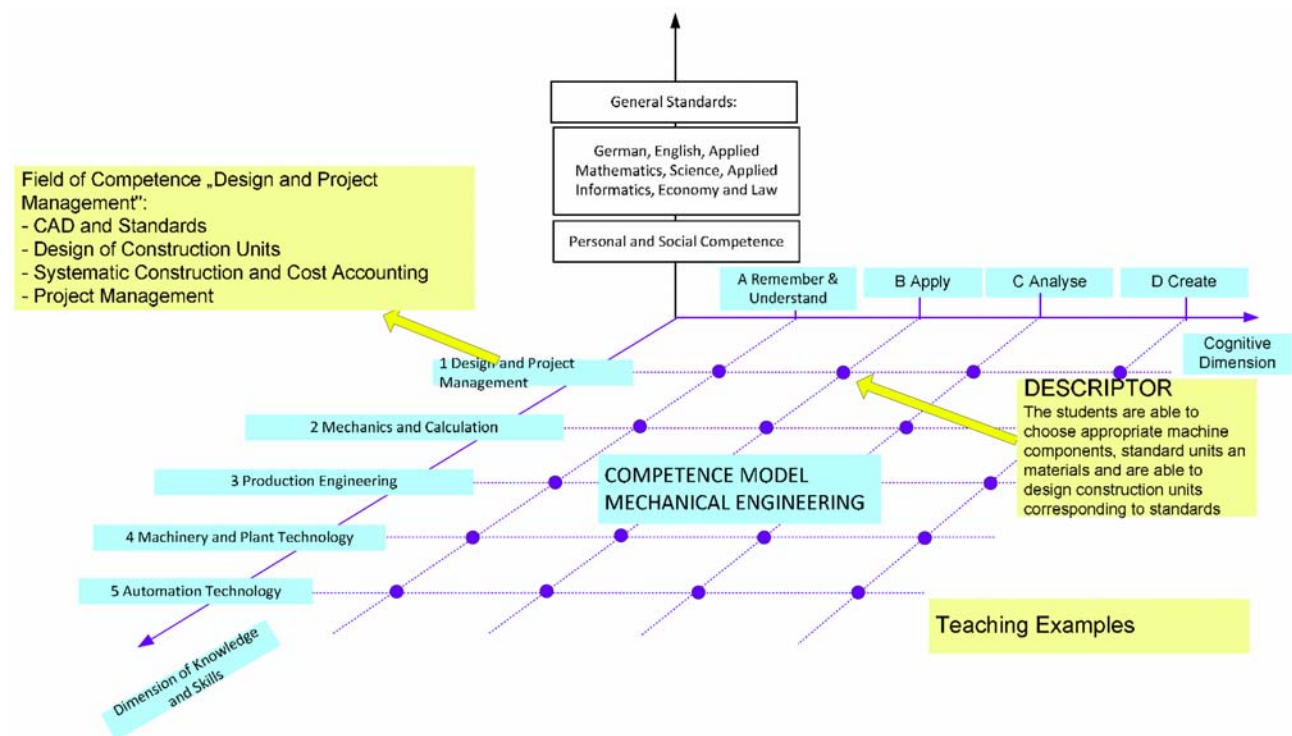 General Standards:
German, English, Applied
Mathematics, Science, Applied
Informatics, Economy and Law
Personal and Social Competence
Field of Competence „Design and Project
Management":
- CAD and Standards
- Design of Construction Units
- Systematic Construction and Cost Accounting
- Project Management
A Remember &
Understand
B Apply
C Analyse
D Create
Cognitive
Dimension
1 Design and Project
Management
2 Mechanics and Calculation
3 Production Engineering
4 Machinery and Plant Technology
5 Automation Technology
Dimension of Knowledge
and Skills
COMPETENCE MODEL
MECHANICAL ENGINEERING
DESCRIPTOR
The students are able to
choose appropriate machine
components, standard units an
materials and are able to
design construction units
corresponding to standards
Teaching Examples